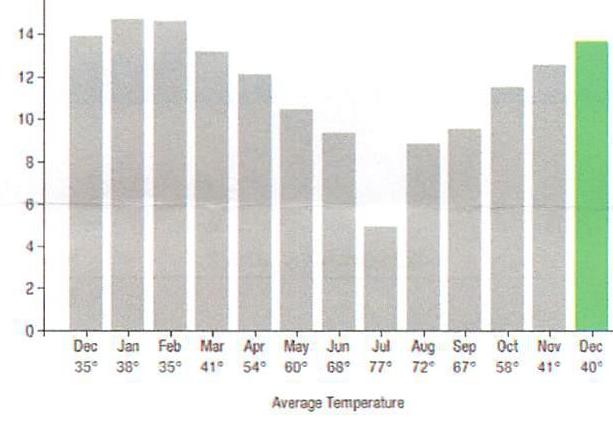 14
12
10
8
6
4
2
0
Dec Jan Feb Mar Apr May Jun Jul Aug Sep Oct Nov Dec
35° 38° 35° 41° 54° 60° 68° 77° 72° 67° 58° 41° 40°
Average Temperature